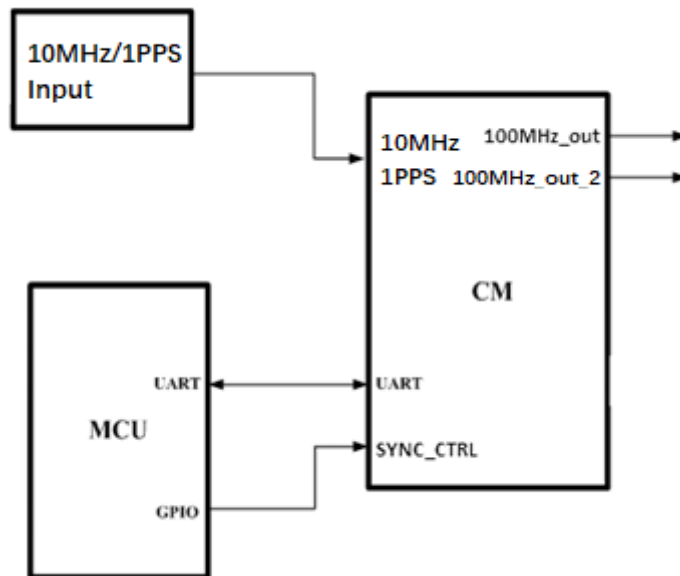 10MHz/1PPS
Input
10MHz
100MHz_out
1PPS
100MHz_out_2
CM
UART
UART
MCU
SYNC_CTRL
GPIO